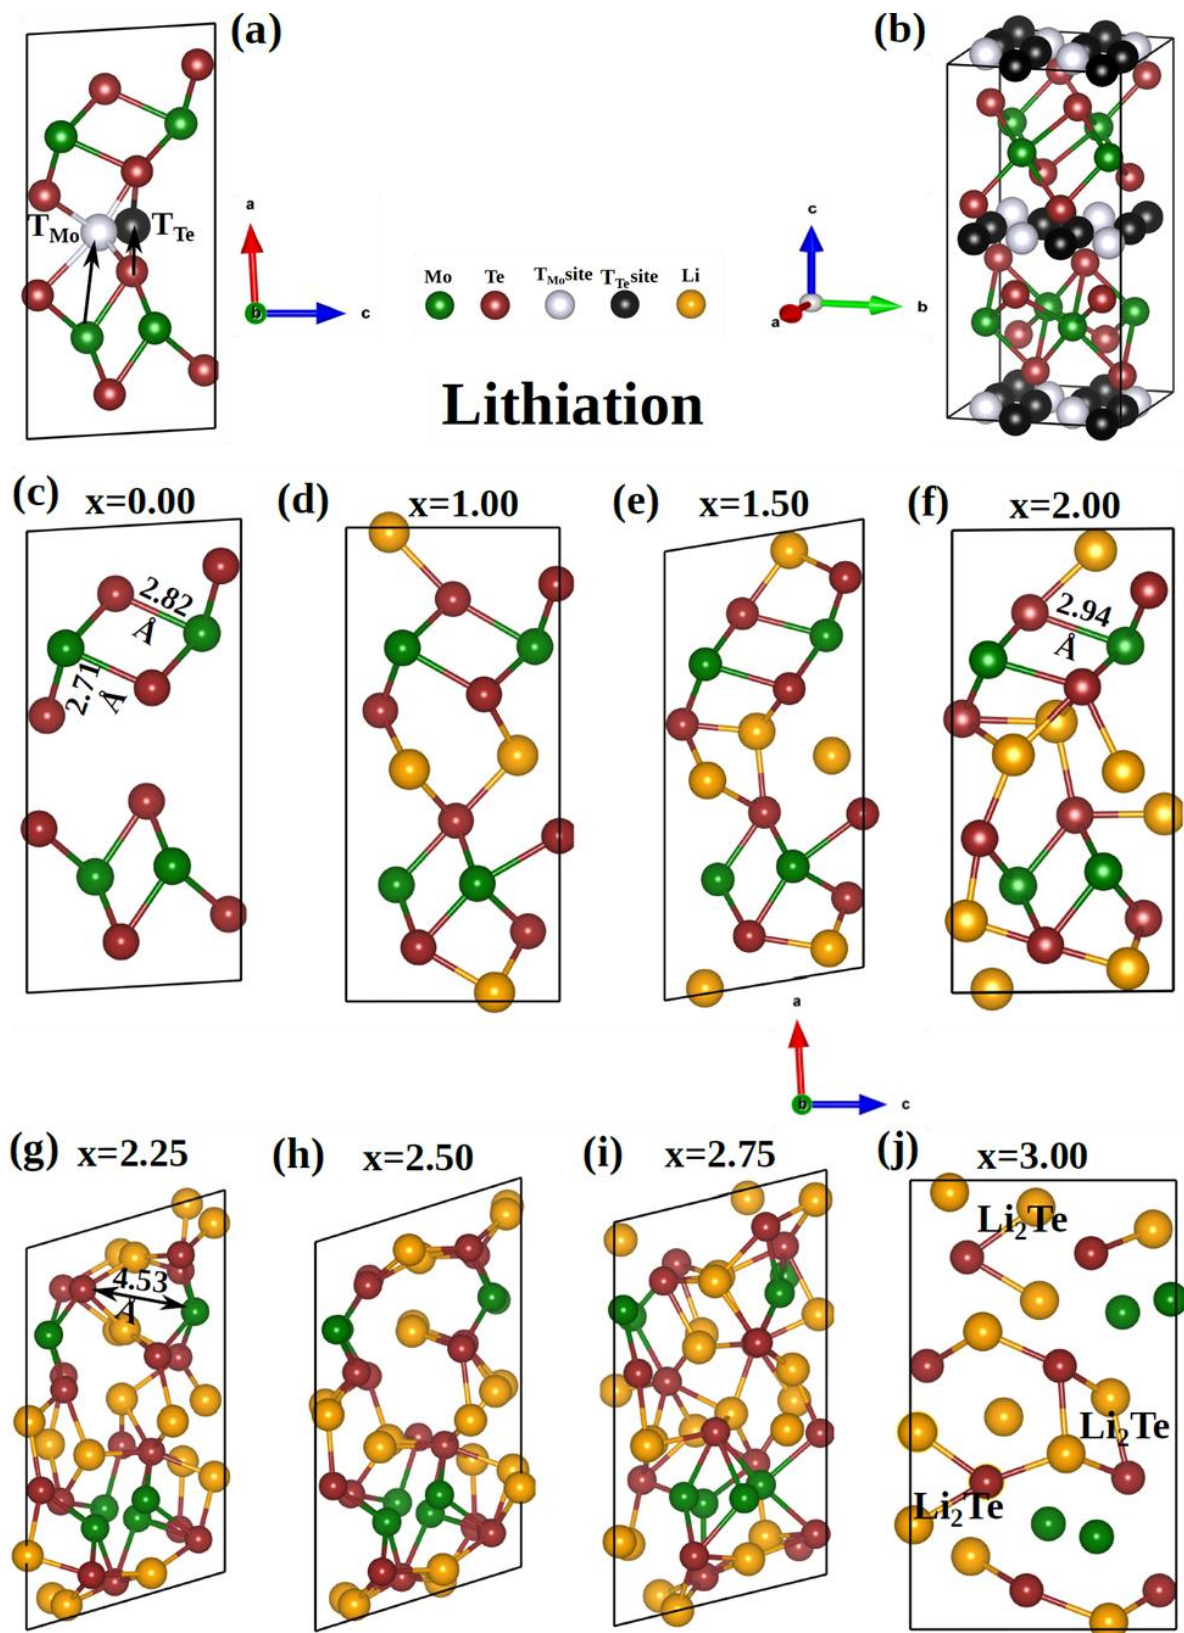 (a)
(b)
T_Mo
T_Te
a
b
c
Mo
Te
T_Mo site
T_Te site
Li
c
a
b
Lithiation
(c) x=0.00
(d) x=1.00
(e) x=1.50
(f) x=2.00
2.82
Å
2.71
Å
2.94
Å
a
b
c
(g) x=2.25
(h) x=2.50
(i) x=2.75
(j) x=3.00
4.53
Å
Li₂Te
Li₂Te
Li₂Te